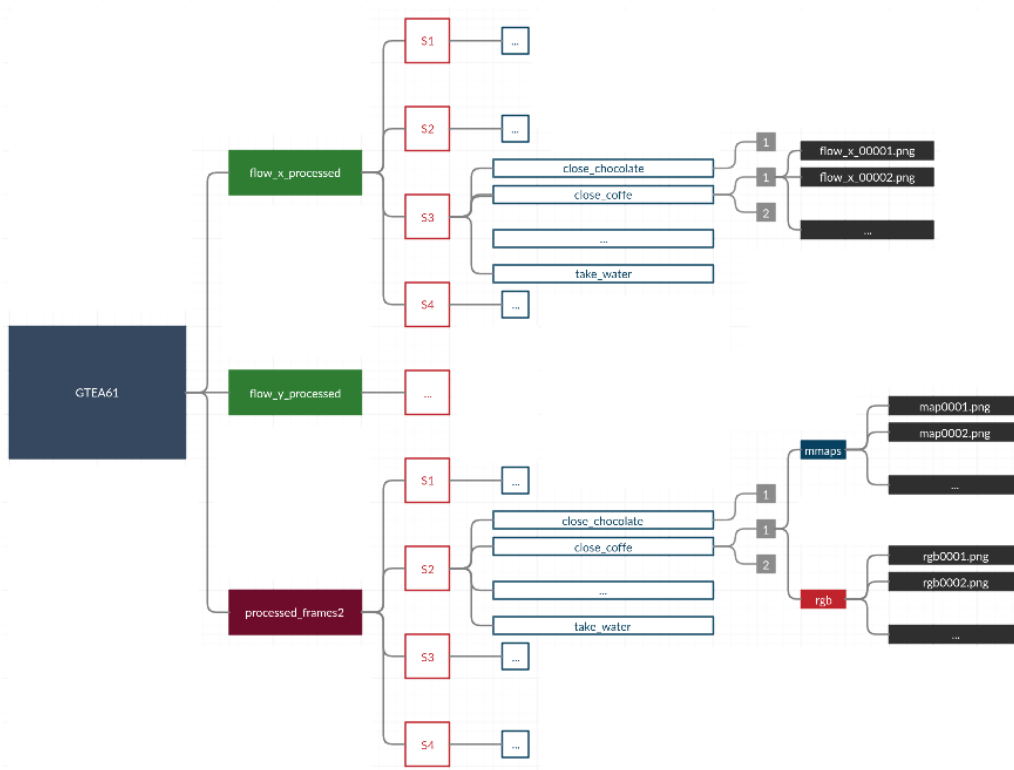 GTEA61
flow_x_processed
S1
...
S2
...
S3
close_chocolate
1
close_coffe
1
flow_x_00001.png
flow_x_00002.png
...
2
...
take_water
S4
...
flow_y_processed
...
processed_frames2
S1
...
S2
close_chocolate
1
close_coffe
1
mmaps
map0001.png
map0002.png
...
rgb
rgb0001.png
rgb0002.png
...
2
...
take_water
S3
...
S4
...